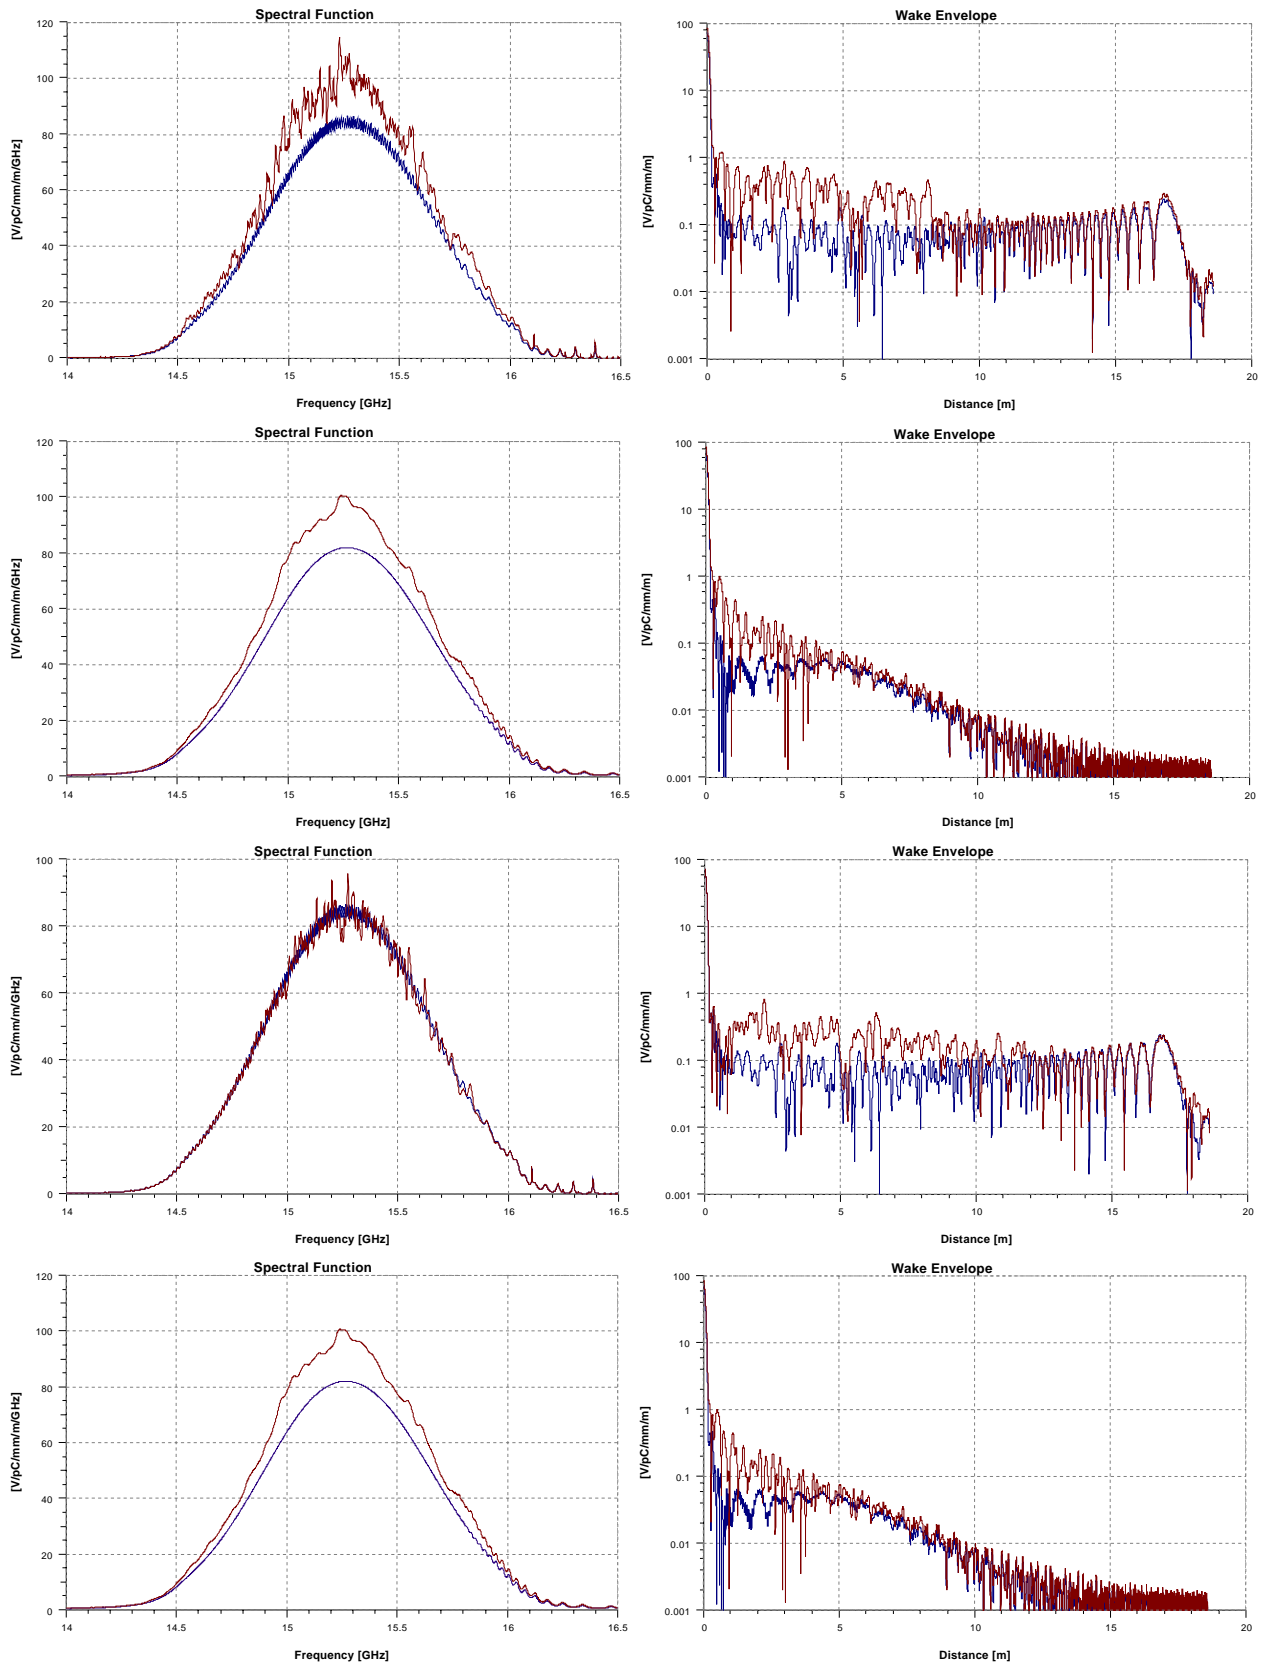 Spectral Function
120
100
80
60
40
20
0
[V/pC/mm/m/GHz]
14 14.5 15 15.5 16 16.5
Frequency [GHz]
Wake Envelope
100
10
1
0.1
0.01
0.001
[V/pC/mm/m]
0 5 10 15 20
Distance [m]
Spectral Function
120
100
80
60
40
20
0
[V/pC/mm/m/GHz]
14 14.5 15 15.5 16 16.5
Frequency [GHz]
Wake Envelope
100
10
1
0.1
0.01
0.001
[V/pC/mm/m]
0 5 10 15 20
Distance [m]
Spectral Function
100
80
60
40
20
0
[V/pC/mm/m/GHz]
14 14.5 15 15.5 16 16.5
Frequency [GHz]
Wake Envelope
100
10
1
0.1
0.01
0.001
[V/pC/mm/m]
0 5 10 15 20
Distance [m]
Spectral Function
120
100
80
60
40
20
0
[V/pC/mm/m/GHz]
14 14.5 15 15.5 16 16.5
Frequency [GHz]
Wake Envelope
100
10
1
0.1
0.01
0.001
[V/pC/mm/m]
0 5 10 15 20
Distance [m]